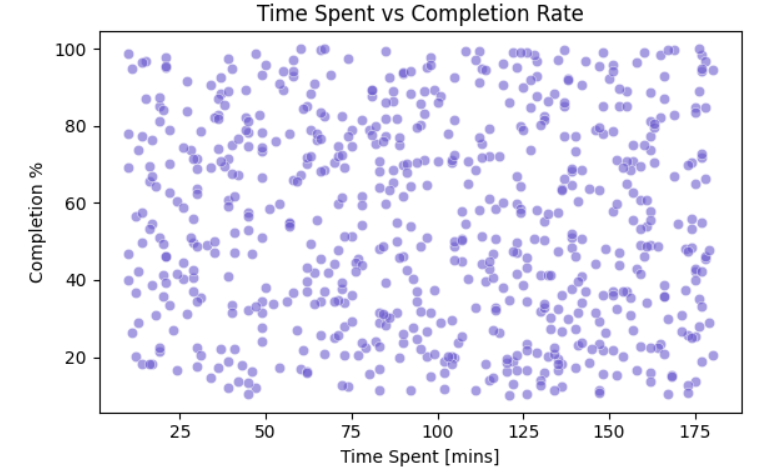 Time Spent vs Completion Rate
100
80
60
40
20
Completion %
25 50 75 100 125 150 175
Time Spent [mins]